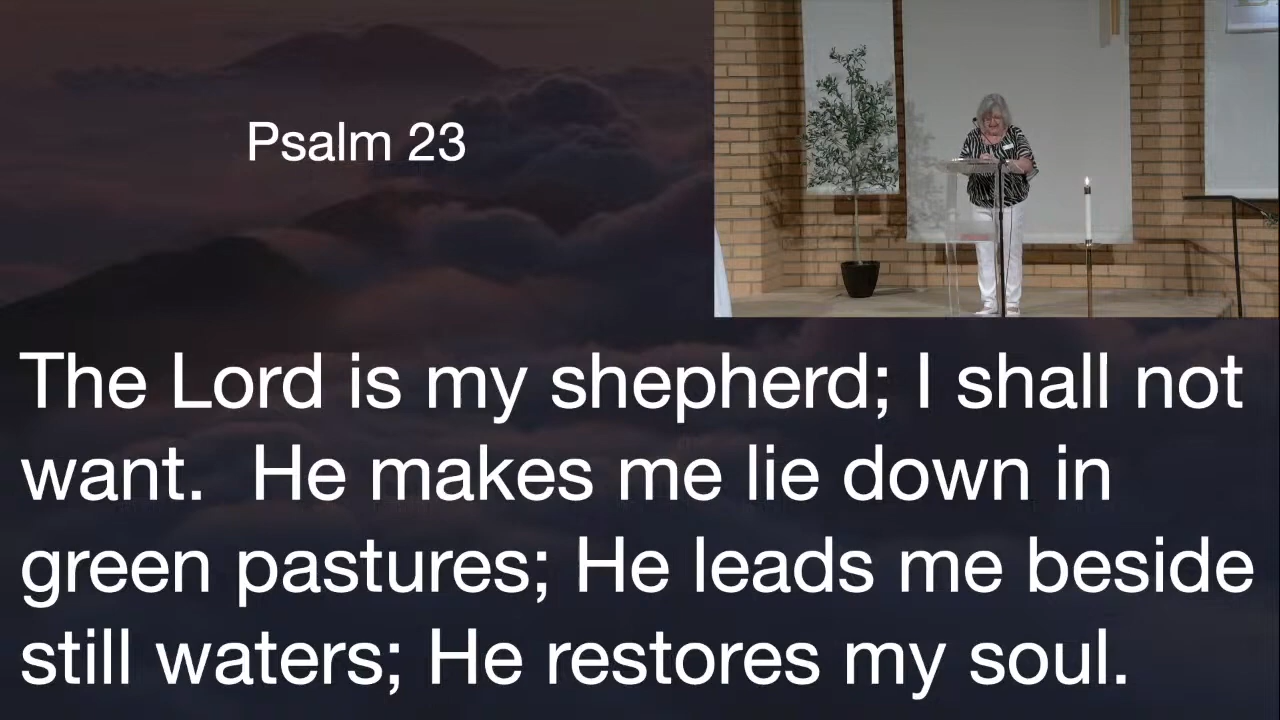 Psalm 23
The Lord is my shepherd; I shall not
want.  He makes me lie down in
green pastures; He leads me beside
still waters; He restores my soul.